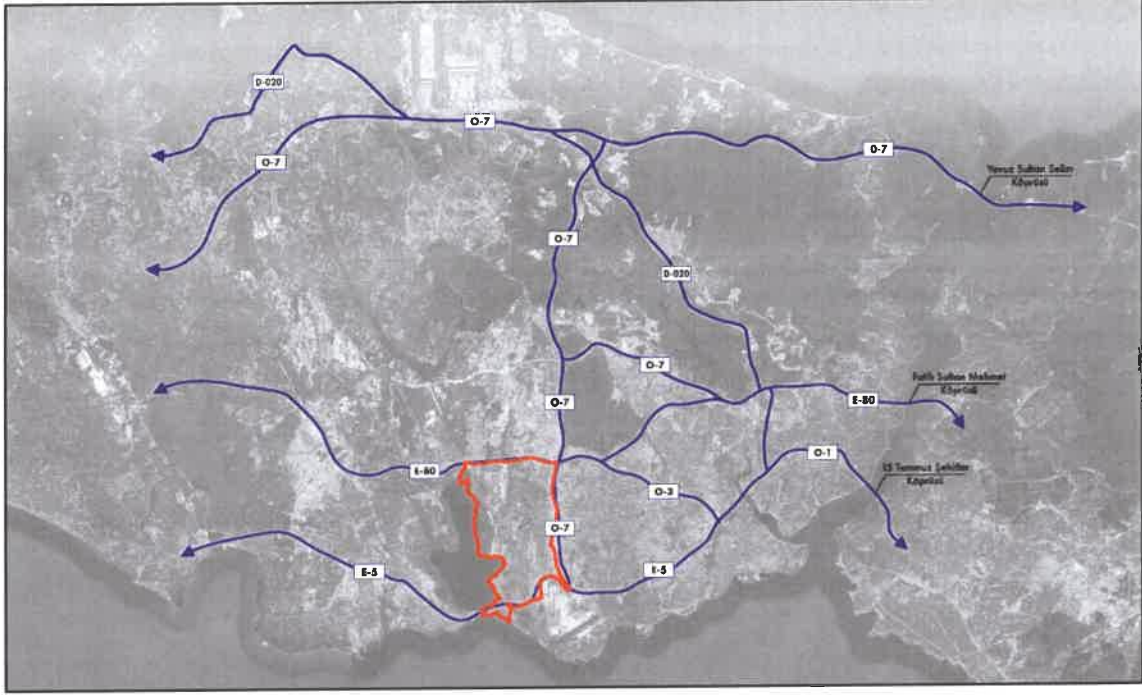 D-020
O-7
O-7
O-7
Yavuz Sultan Selim
Köprüsü
O-7
D-020
O-7
O-7
Fatih Sultan Mehmet
Köprüsü
E-80
O-1
E-80
15 Temmuz Şehitler
Köprüsü
O-3
O-7
E-5
E-5